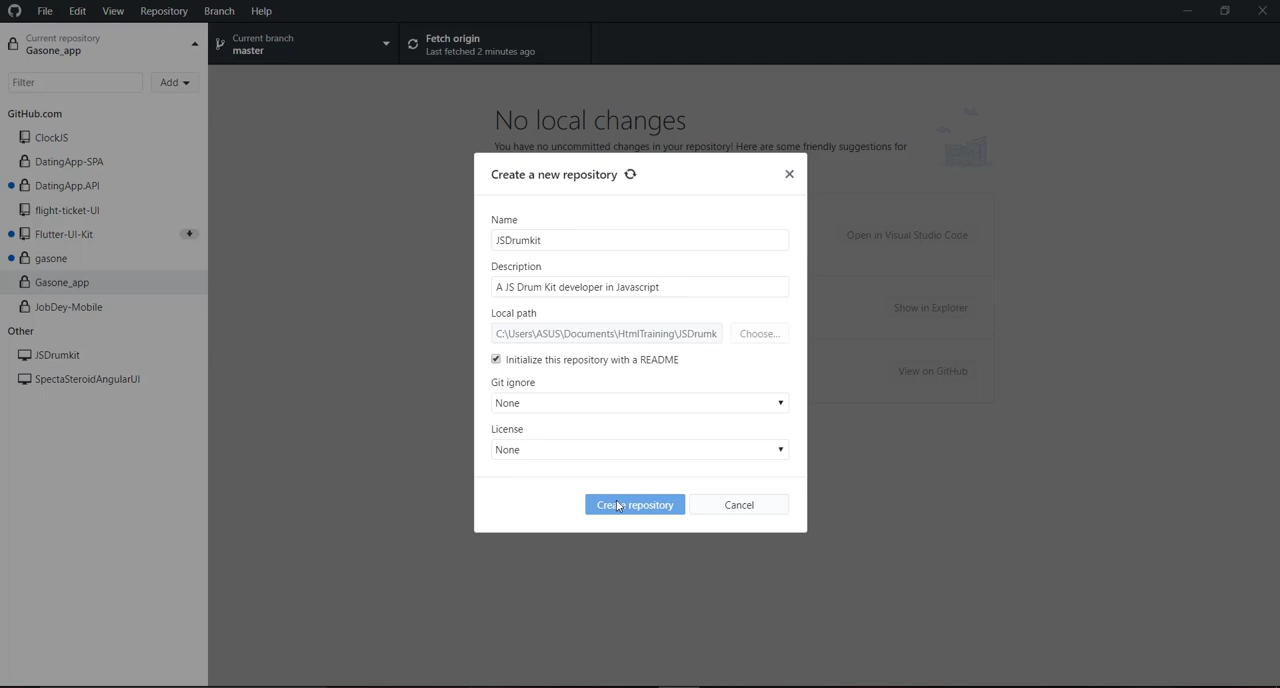 File Edit View Repository Branch Help
Current repository
Gasone_app
Current branch
master
Fetch origin
Last fetched 2 minutes ago
Filter
Add
GitHub.com
ClockJS
DatingApp-SPA
DatingApp.API
flight-ticket-UI
Flutter-UI-Kit
gasone
Gasone_app
JobDey-Mobile
Other
JSDrumkit
SpectaSteroidAngularUI
No local changes
You have no uncommitted changes in your repository! Here are some friendly suggestions for
Open in Visual Studio Code
Show in Explorer
View on GitHub
Create a new repository
Name
JSDrumkit
Description
A JS Drum Kit developer in Javascript
Local path
C:\Users\ASUS\Documents\HtmlTraining\JSDrumk
Choose...
Initialize this repository with a README
Git ignore
None
License
None
Create repository
Cancel